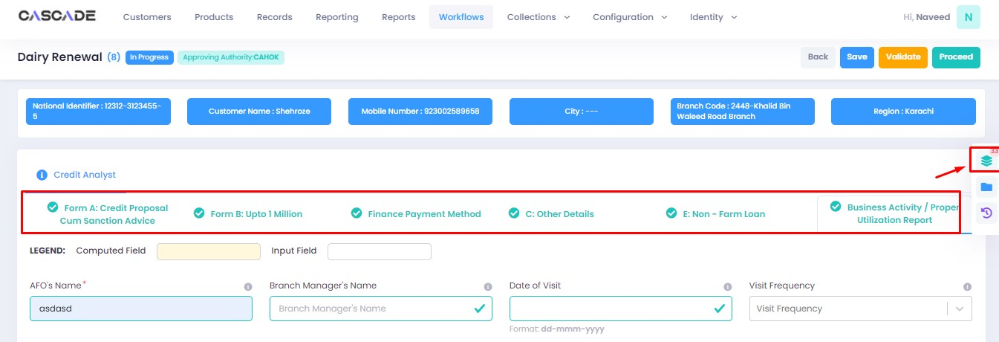 CASCADE Customers Products Records Reporting Reports Workflows Collections Configuration Identity Hi, Naveed N
Dairy Renewal (8) In Progress Approving Authority:CAHOK Back Save Validate Proceed
National Identifier : 12312-3123455-
5
Customer Name : Shehroze
Mobile Number : 923002589658
City : ---
Branch Code : 2448-Khalid Bin
Waleed Road Branch
Region : Karachi
33
Credit Analyst
Form A: Credit Proposal
Cum Sanction Advice
Form B: Upto 1 Million
Finance Payment Method
C: Other Details
E: Non - Farm Loan
Business Activity / Proper
Utilization Report
LEGEND: Computed Field Input Field
AFO's Name* Branch Manager's Name Date of Visit Visit Frequency
asdasd Branch Manager's Name Visit Frequency
Format: dd-mmm-yyyy